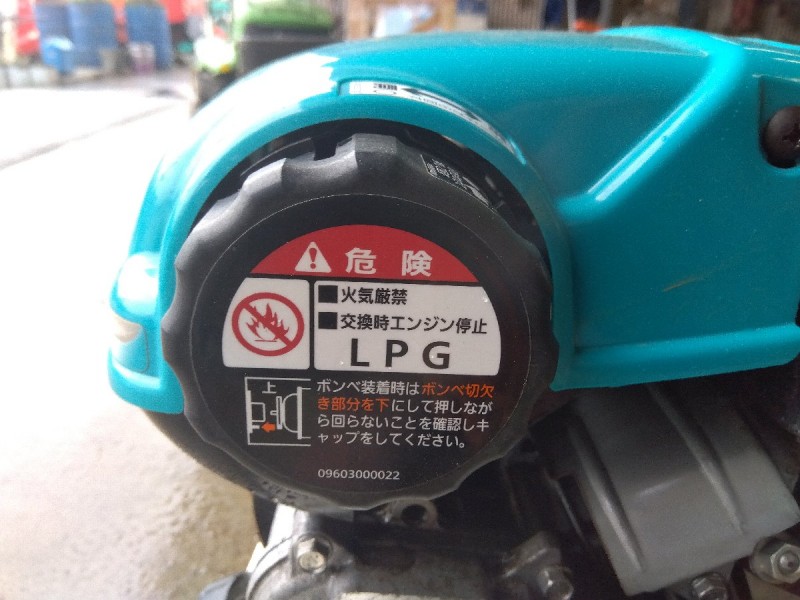 危険
■火気厳禁
■交換時エンジン停止
LPG
上
ボンベ装着時はボンベ切欠
き部分を下にして押しなが
ら回らないことを確認しキ
ャップをしてください。
09603000022